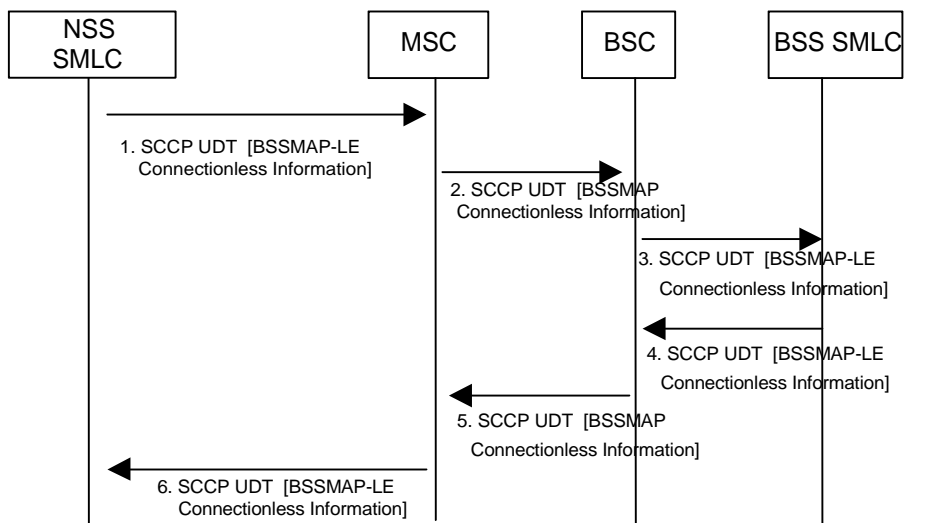 NSS
SMLC
MSC
BSC
BSS SMLC
1. SCCP UDT [BSSMAP-LE
Connectionless Information]
2. SCCP UDT [BSSMAP
Connectionless Information]
3. SCCP UDT [BSSMAP-LE
Connectionless Information]
4. SCCP UDT [BSSMAP-LE
Connectionless Information]
5. SCCP UDT [BSSMAP
Connectionless Information]
6. SCCP UDT [BSSMAP-LE
Connectionless Information]